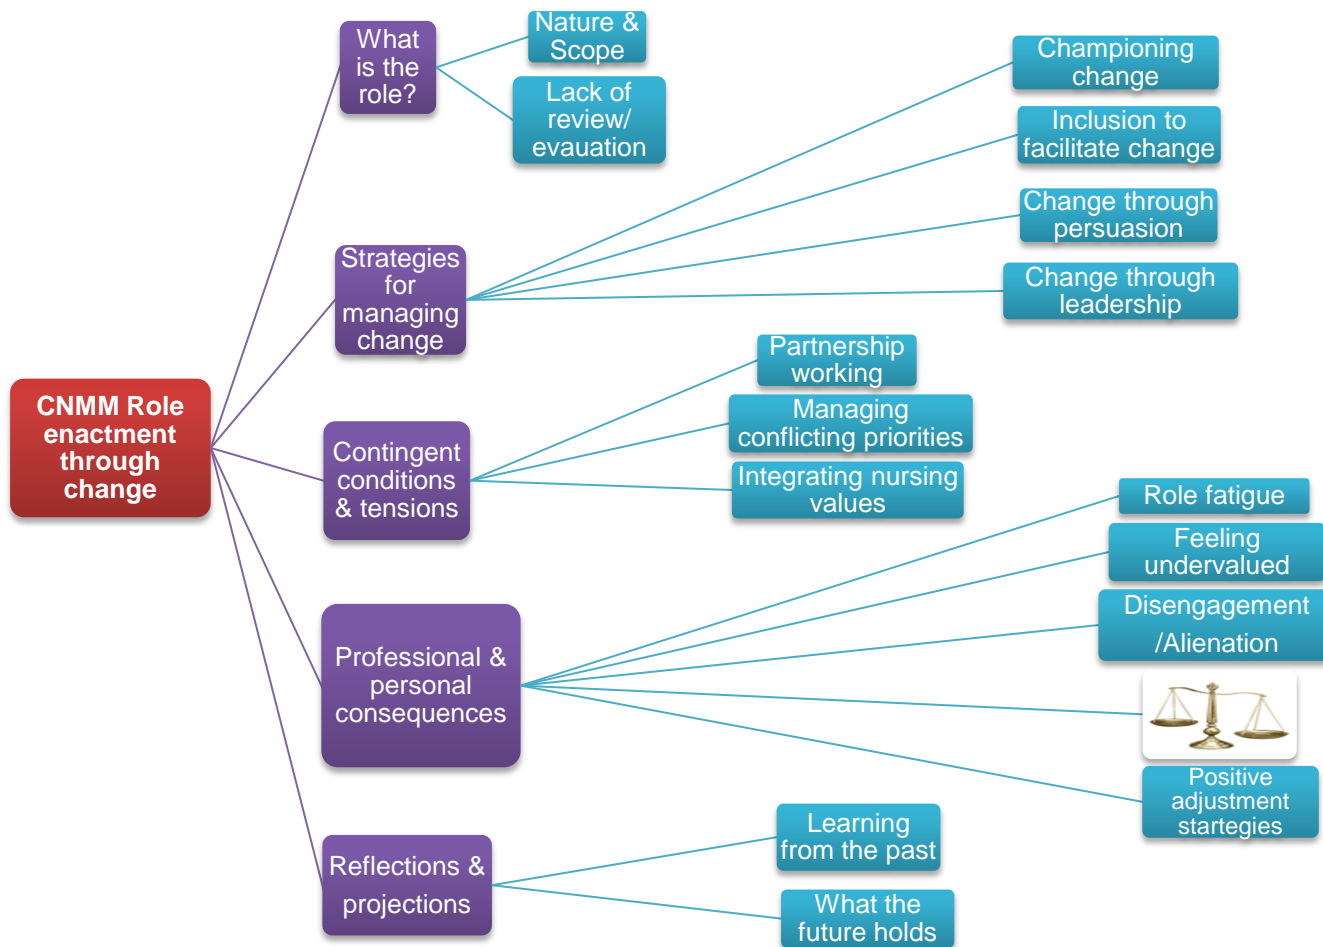 What
is the
role?
Nature &
Scope
Lack of
review/
evauation
Strategies
for
managing
change
Championing
change
Inclusion to
facilitate change
Change through
persuasion
Change through
leadership
CNMM Role
enactment
through
change
Contingent
conditions
& tensions
Partnership
working
Managing
conflicting priorities
Integrating nursing
values
Professional &
personal
consequences
Role fatigue
Feeling
undervalued
Disengagement
/Alienation
Positive
adjustment
startegies
Reflections &
projections
Learning
from the past
What the
future holds